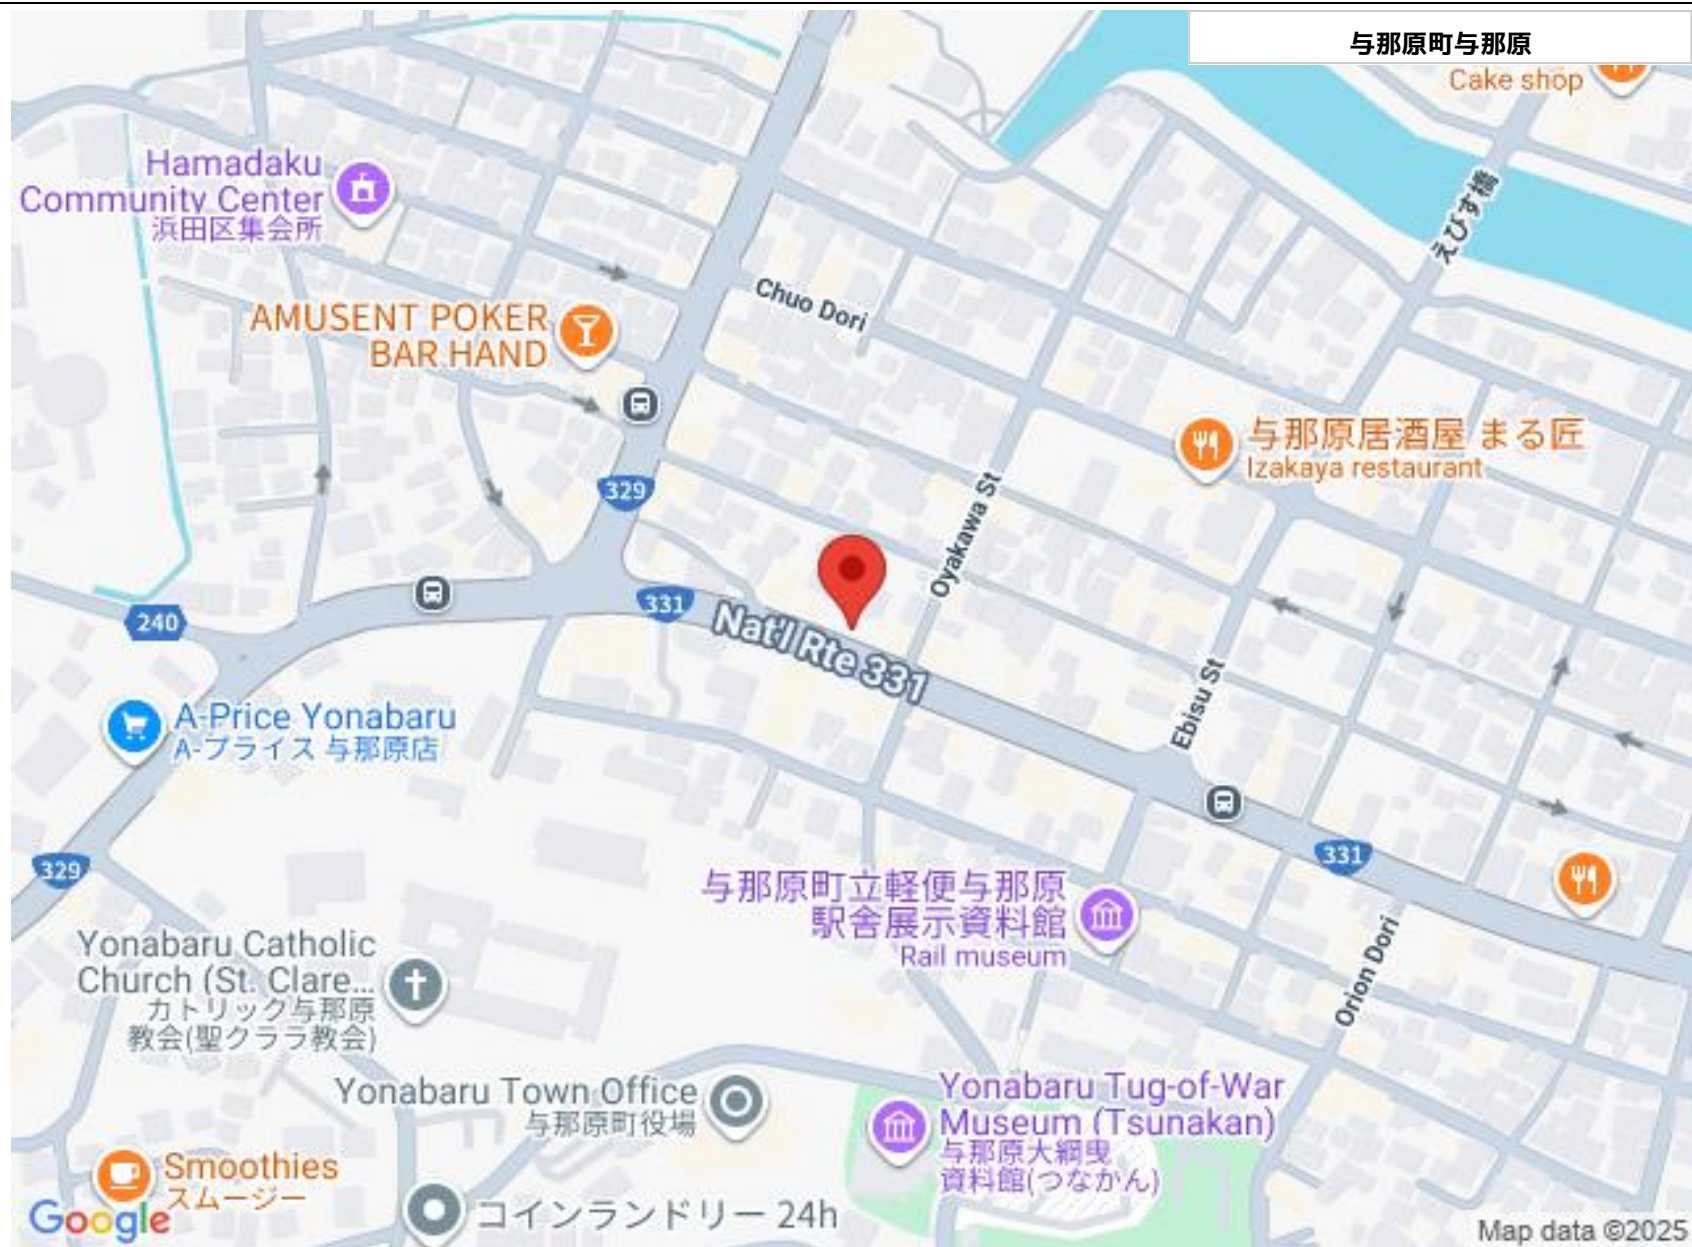 与那原町与那原
Cake shop
Hamadaku
Community Center
浜田区集会所
えびす橋
Chuo Dori
AMUSENT POKER
BAR HAND
与那原居酒屋 まる匠
Izakaya restaurant
329
Oyakawa St
331
240
Nat'l Rte 331
Ebisu St
A-Price Yonabaru
A-プライス 与那原店
331
329
与那原町立軽便与那原
駅舎展示資料館
Rail museum
Orion Dori
Yonabaru Catholic
Church (St. Clare...
カトリック与那原
教会(聖クララ教会)
Yonabaru Town Office
与那原町役場
Yonabaru Tug-of-War
Museum (Tsunakan)
与那原大綱曳
資料館(つなかん)
Smoothies
スムージー
コインランドリー 24h
Google
Map data ©2025